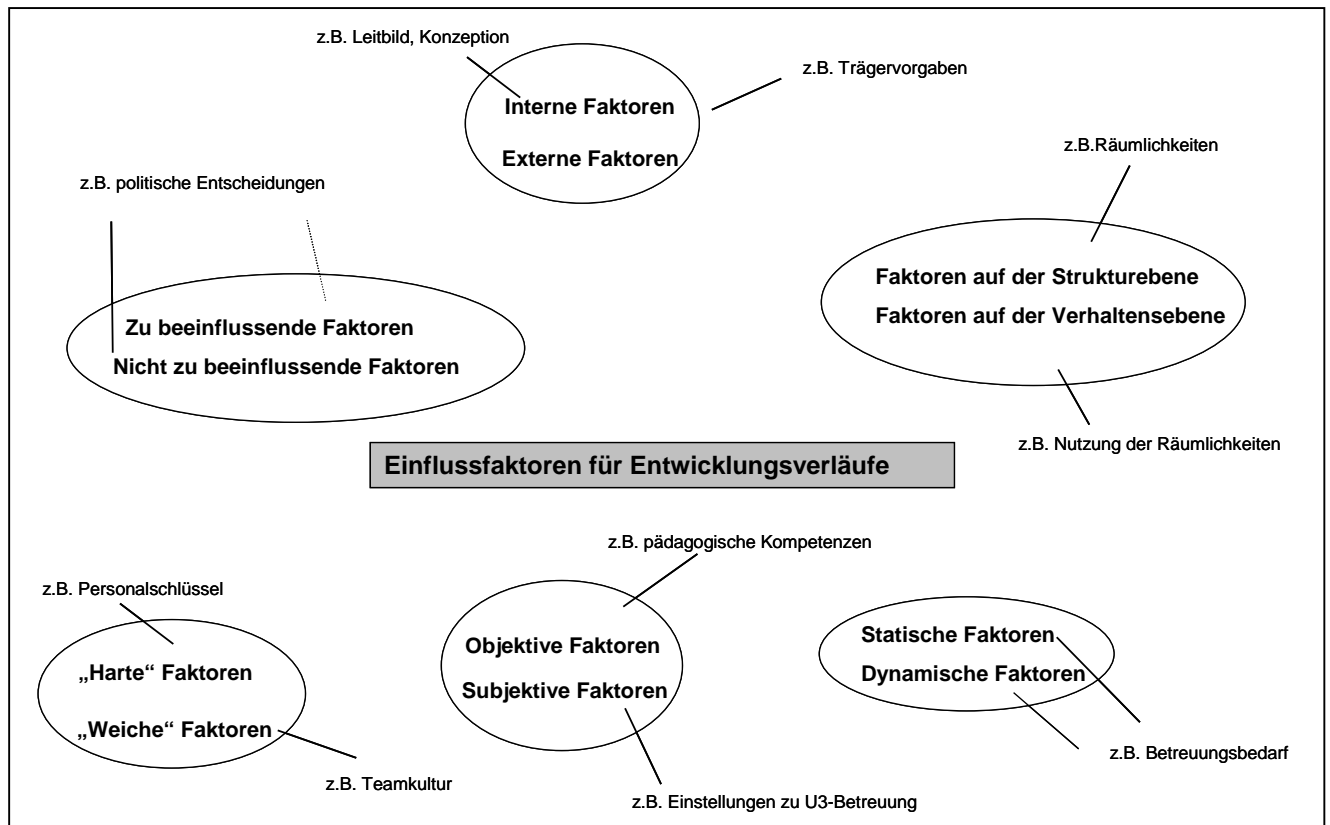 z.B. Leitbild, Konzeption
z.B. Trägervorgaben
Interne Faktoren
Externe Faktoren
z.B.Räumlichkeiten
z.B. politische Entscheidungen
Faktoren auf der Strukturebene
Faktoren auf der Verhaltensebene
Zu beeinflussende Faktoren
Nicht zu beeinflussende Faktoren
z.B. Nutzung der Räumlichkeiten
Einflussfaktoren für Entwicklungsverläufe
z.B. pädagogische Kompetenzen
z.B. Personalschlüssel
„Harte“ Faktoren
„Weiche“ Faktoren
z.B. Teamkultur
Objektive Faktoren
Subjektive Faktoren
z.B. Einstellungen zu U3-Betreuung
Statische Faktoren
Dynamische Faktoren
z.B. Betreuungsbedarf